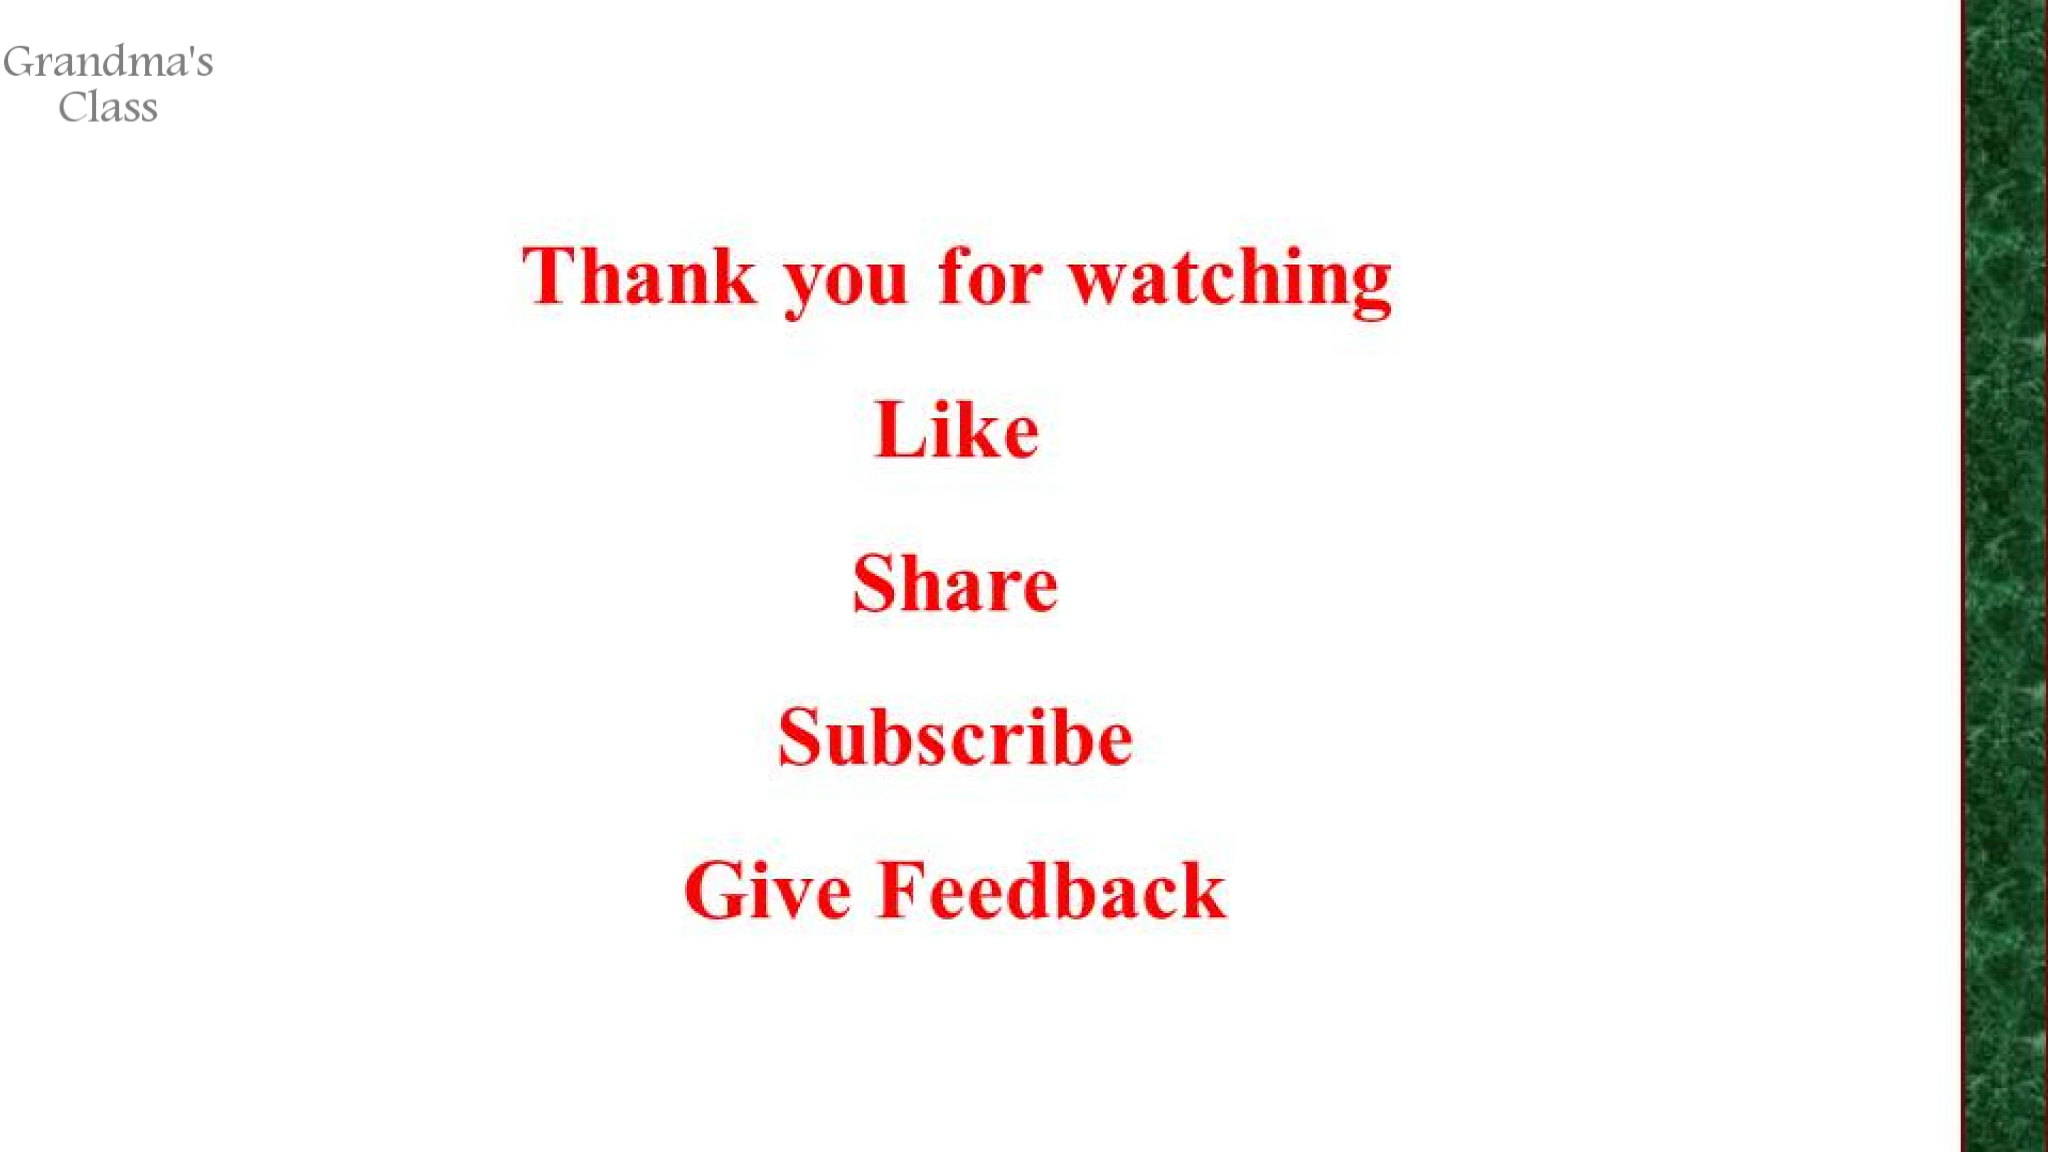 Grandma's
Class
Thank you for watching
Like
Share
Subscribe
Give Feedback